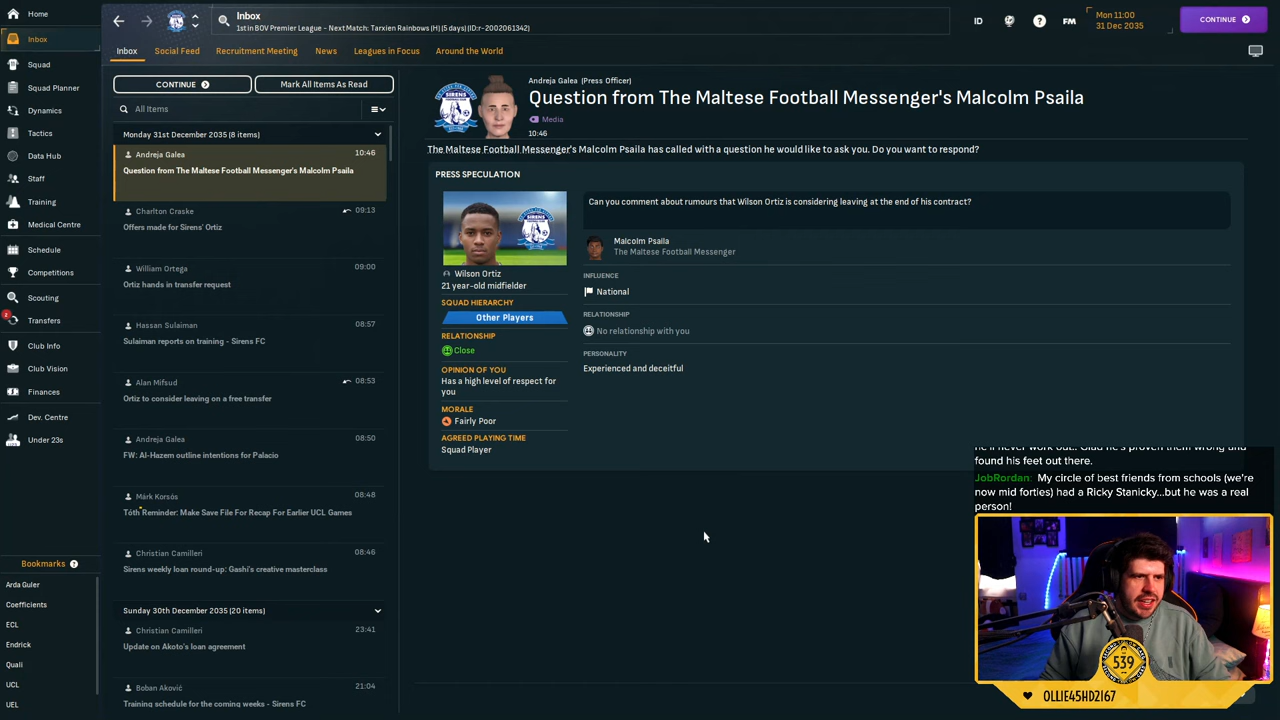 Home
Inbox
Squad
Squad Planner
Dynamics
Tactics
Data Hub
Staff
Training
Medical Centre
Schedule
Competitions
Scouting
2
Transfers
Club Info
Club Vision
Finances
Dev. Centre
Under 23s
Bookmarks ?
Arda Guler
Coefficients
ECL
Endrick
Quali
UCL
UEL
Inbox
1st in BOV Premier League - Next Match: Tarxien Rainbows (H) (5 days) (ID:r-2002061342)
ID
?
FM
Mon 11:00
31 Dec 2035
CONTINUE
Inbox
Social Feed
Recruitment Meeting
News
Leagues in Focus
Around the World
CONTINUE
Mark All Items As Read
All Items
Monday 31st December 2035 (8 items)
Andreja Galea 10:46
Question from The Maltese Football Messenger's Malcolm Psaila
Charlton Craske 09:13
Offers made for Sirens' Ortiz
William Ortega 09:00
Ortiz hands in transfer request
Hassan Sulaiman 08:57
Sulaiman reports on training - Sirens FC
Alan Mifsud 08:53
Ortiz to consider leaving on a free transfer
Andreja Galea 08:50
FW: Al-Hazem outline intentions for Palacio
Márk Korsós 08:48
Tóth Reminder: Make Save File For Recap For Earlier UCL Games
Christian Camilleri 08:46
Sirens weekly loan round-up: Gashi's creative masterclass
Sunday 30th December 2035 (20 items)
Christian Camilleri 23:41
Update on Akoto's loan agreement
Boban Aković 21:04
Training schedule for the coming weeks - Sirens FC
SIRENS
Andreja Galea (Press Officer)
Question from The Maltese Football Messenger's Malcolm Psaila
Media
10:46
The Maltese Football Messenger's Malcolm Psaila has called with a question he would like to ask you. Do you want to respond?
PRESS SPECULATION
SIRENS
Wilson Ortiz
21 year-old midfielder
SQUAD HIERARCHY
Other Players
RELATIONSHIP
Close
OPINION OF YOU
Has a high level of respect for
you
MORALE
Fairly Poor
AGREED PLAYING TIME
Squad Player
Can you comment about rumours that Wilson Ortiz is considering leaving at the end of his contract?
Malcolm Psaila
The Maltese Football Messenger
INFLUENCE
National
RELATIONSHIP
No relationship with you
PERSONALITY
Experienced and deceitful
he'll never work out.. Glad he's proven them wrong and
found his feet out there.
JobRordan: My circle of best friends from schools (we're
now mid forties) had a Ricky Stanicky...but he was a real
person!
539
OLLIE45HD2167